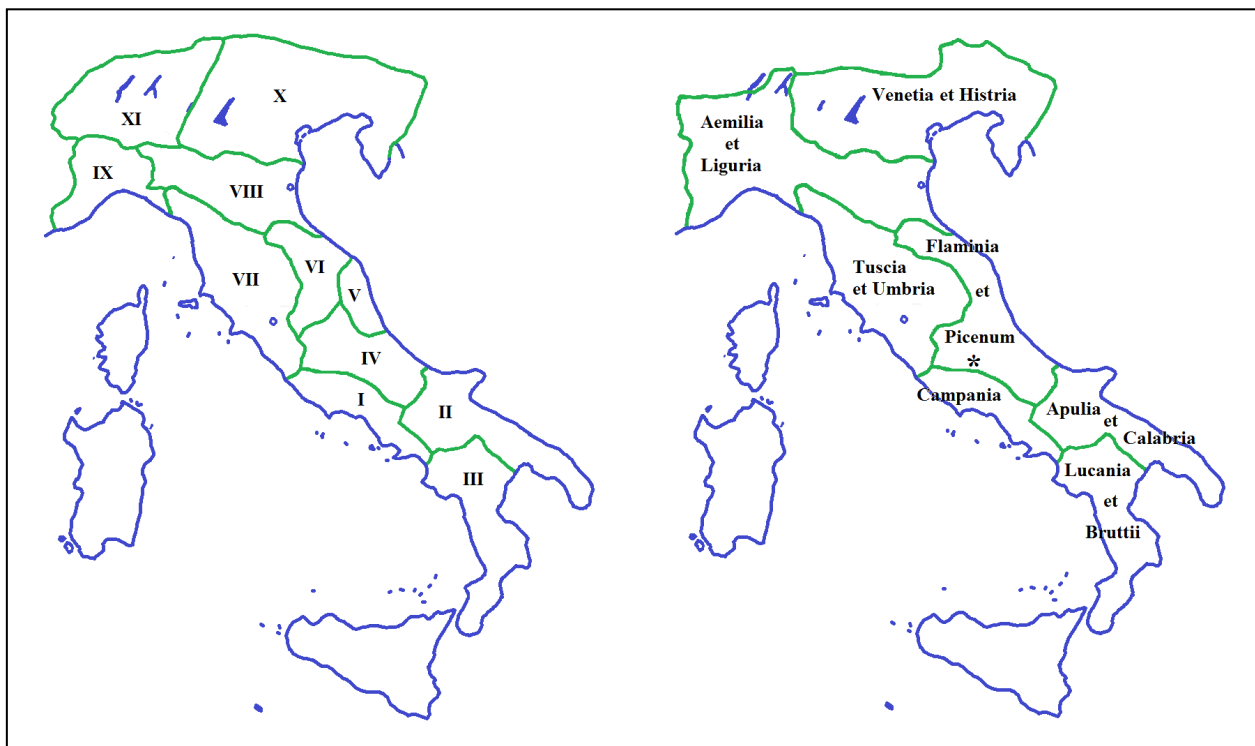 X
XI
IX
VIII
VI
VII
V
IV
I
II
III
Venetia et Histria
Aemilia
et
Liguria
Flaminia
et
Picenum
*
Tuscia
et Umbria
Campania
Apulia
et
Calabria
Lucania
et
Bruttii